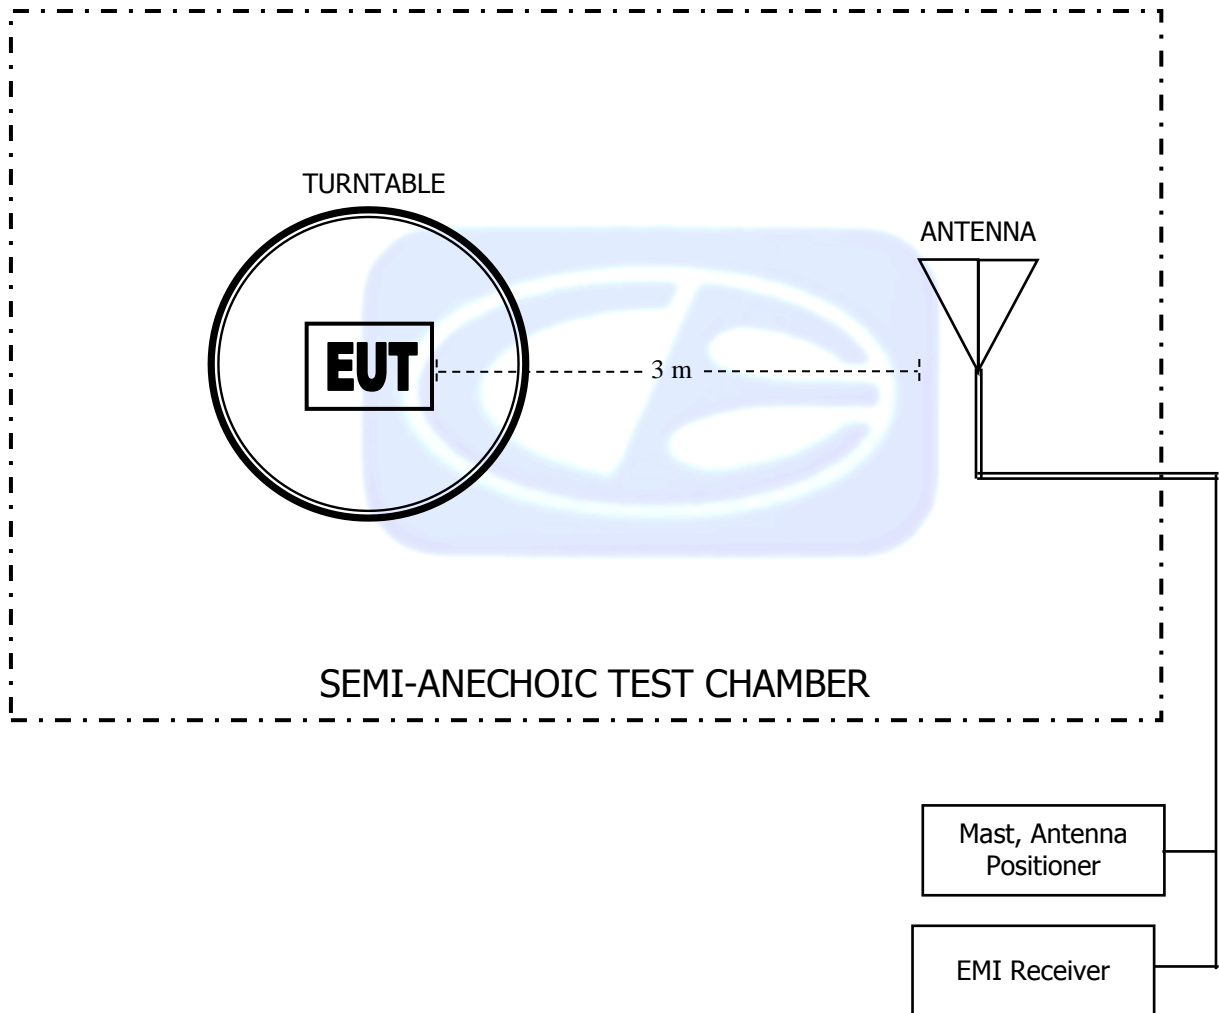 TURNTABLE
ANTENNA
EUT
3 m
SEMI-ANECHOIC TEST CHAMBER
Mast, Antenna
Positioner
EMI Receiver